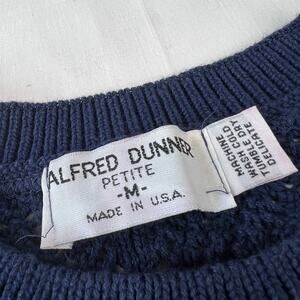 ALFRED DUNNER
PETITE
-M-
MADE IN U.S.A.
MACHINE
WASH COLD
TUMBLE DRY
DELICATE